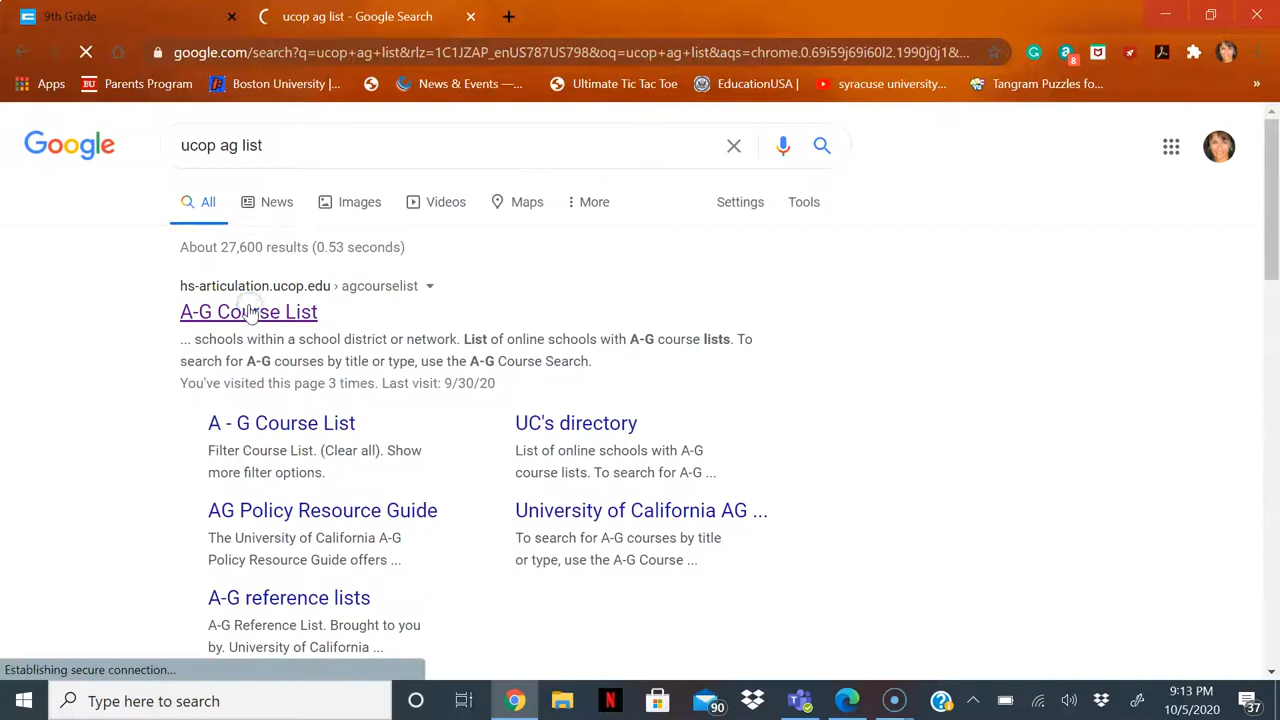 9th Grade
ucop ag list - Google Search
google.com/search?q=ucop+ag+list&rlz=1C1JZAP_enUS787US798&oq=ucop+ag+list&aqs=chrome.0.69i59j69i60l2.1990j0j1&...
8
Apps
BU Parents Program
Boston University |...
News & Events —...
Ultimate Tic Tac Toe
EducationUSA |
syracuse university...
Tangram Puzzles fo...
»
Google
ucop ag list
All
News
Images
Videos
Maps
More
Settings
Tools
About 27,600 results (0.53 seconds)
hs-articulation.ucop.edu › agcourselist
A-G Course List
... schools within a school district or network. List of online schools with A-G course lists. To
search for A-G courses by title or type, use the A-G Course Search.
You've visited this page 3 times. Last visit: 9/30/20
A - G Course List
Filter Course List. (Clear all). Show
more filter options.
UC's directory
List of online schools with A-G
course lists. To search for A-G ...
AG Policy Resource Guide
The University of California A-G
Policy Resource Guide offers ...
University of California AG ...
To search for A-G courses by title
or type, use the A-G Course ...
A-G reference lists
A-G Reference List. Brought to you
by. University of California ...
Establishing secure connection...
Type here to search
N
90
9:13 PM
10/5/2020
37